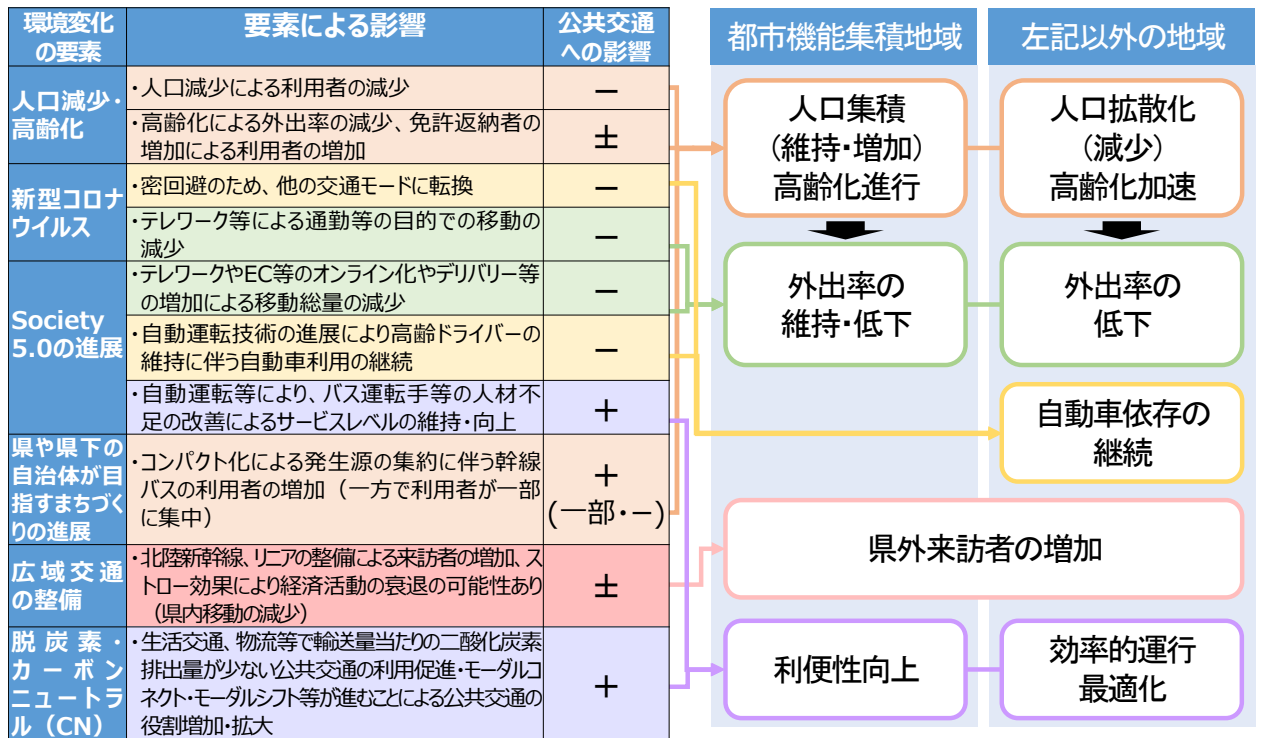 環境変化
の要素
要素による影響
公共交通
への影響
人口減少・
高齢化
・人口減少による利用者の減少
－
・高齢化による外出率の減少、免許返納者の
増加による利用者の増加
±
新型コロナ
ウイルス
・密回避のため、他の交通モードに転換
－
・テレワーク等による通勤等の目的での移動の
減少
－
Society
5.0の進展
・テレワークやEC等のオンライン化やデリバリー等
の増加による移動総量の減少
－
・自動運転技術の進展により高齢ドライバーの
維持に伴う自動車利用の継続
－
・自動運転等により、バス運転手等の人材不
足の改善によるサービスレベルの維持・向上
＋
県や県下の
自治体が目
指すまちづく
りの進展
・コンパクト化による発生源の集約に伴う幹線
バスの利用者の増加（一方で利用者が一部
に集中）
＋
(一部・－)
広域交通
の整備
・北陸新幹線、リニアの整備による来訪者の増加、ス
トロー効果により経済活動の衰退の可能性あり
（県内移動の減少）
±
脱炭素・
カーボン
ニュートラ
ル（CN）
・生活交通、物流等で輸送量当たりの二酸化炭素
排出量が少ない公共交通の利用促進・モーダルコ
ネクト・モーダルシフト等が進むことによる公共交通の
役割増加・拡大
＋
都市機能集積地域
左記以外の地域
人口集積
（維持・増加）
高齢化進行
人口拡散化
（減少）
高齢化加速
外出率の
維持・低下
外出率の
低下
自動車依存の
継続
県外来訪者の増加
利便性向上
効率的運行
最適化